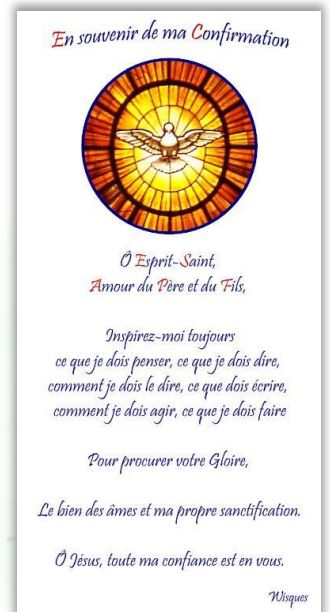 En souvenir de ma Confirmation
Ô Esprit-Saint,
Amour du Père et du Fils,
Inspirez-moi toujours
ce que je dois penser, ce que je dois dire,
comment je dois le dire, ce que dois écrire,
comment je dois agir, ce que je dois faire
Pour procurer votre Gloire,
Le bien des âmes et ma propre sanctification.
Ô Jésus, toute ma confiance est en vous.
Wisques